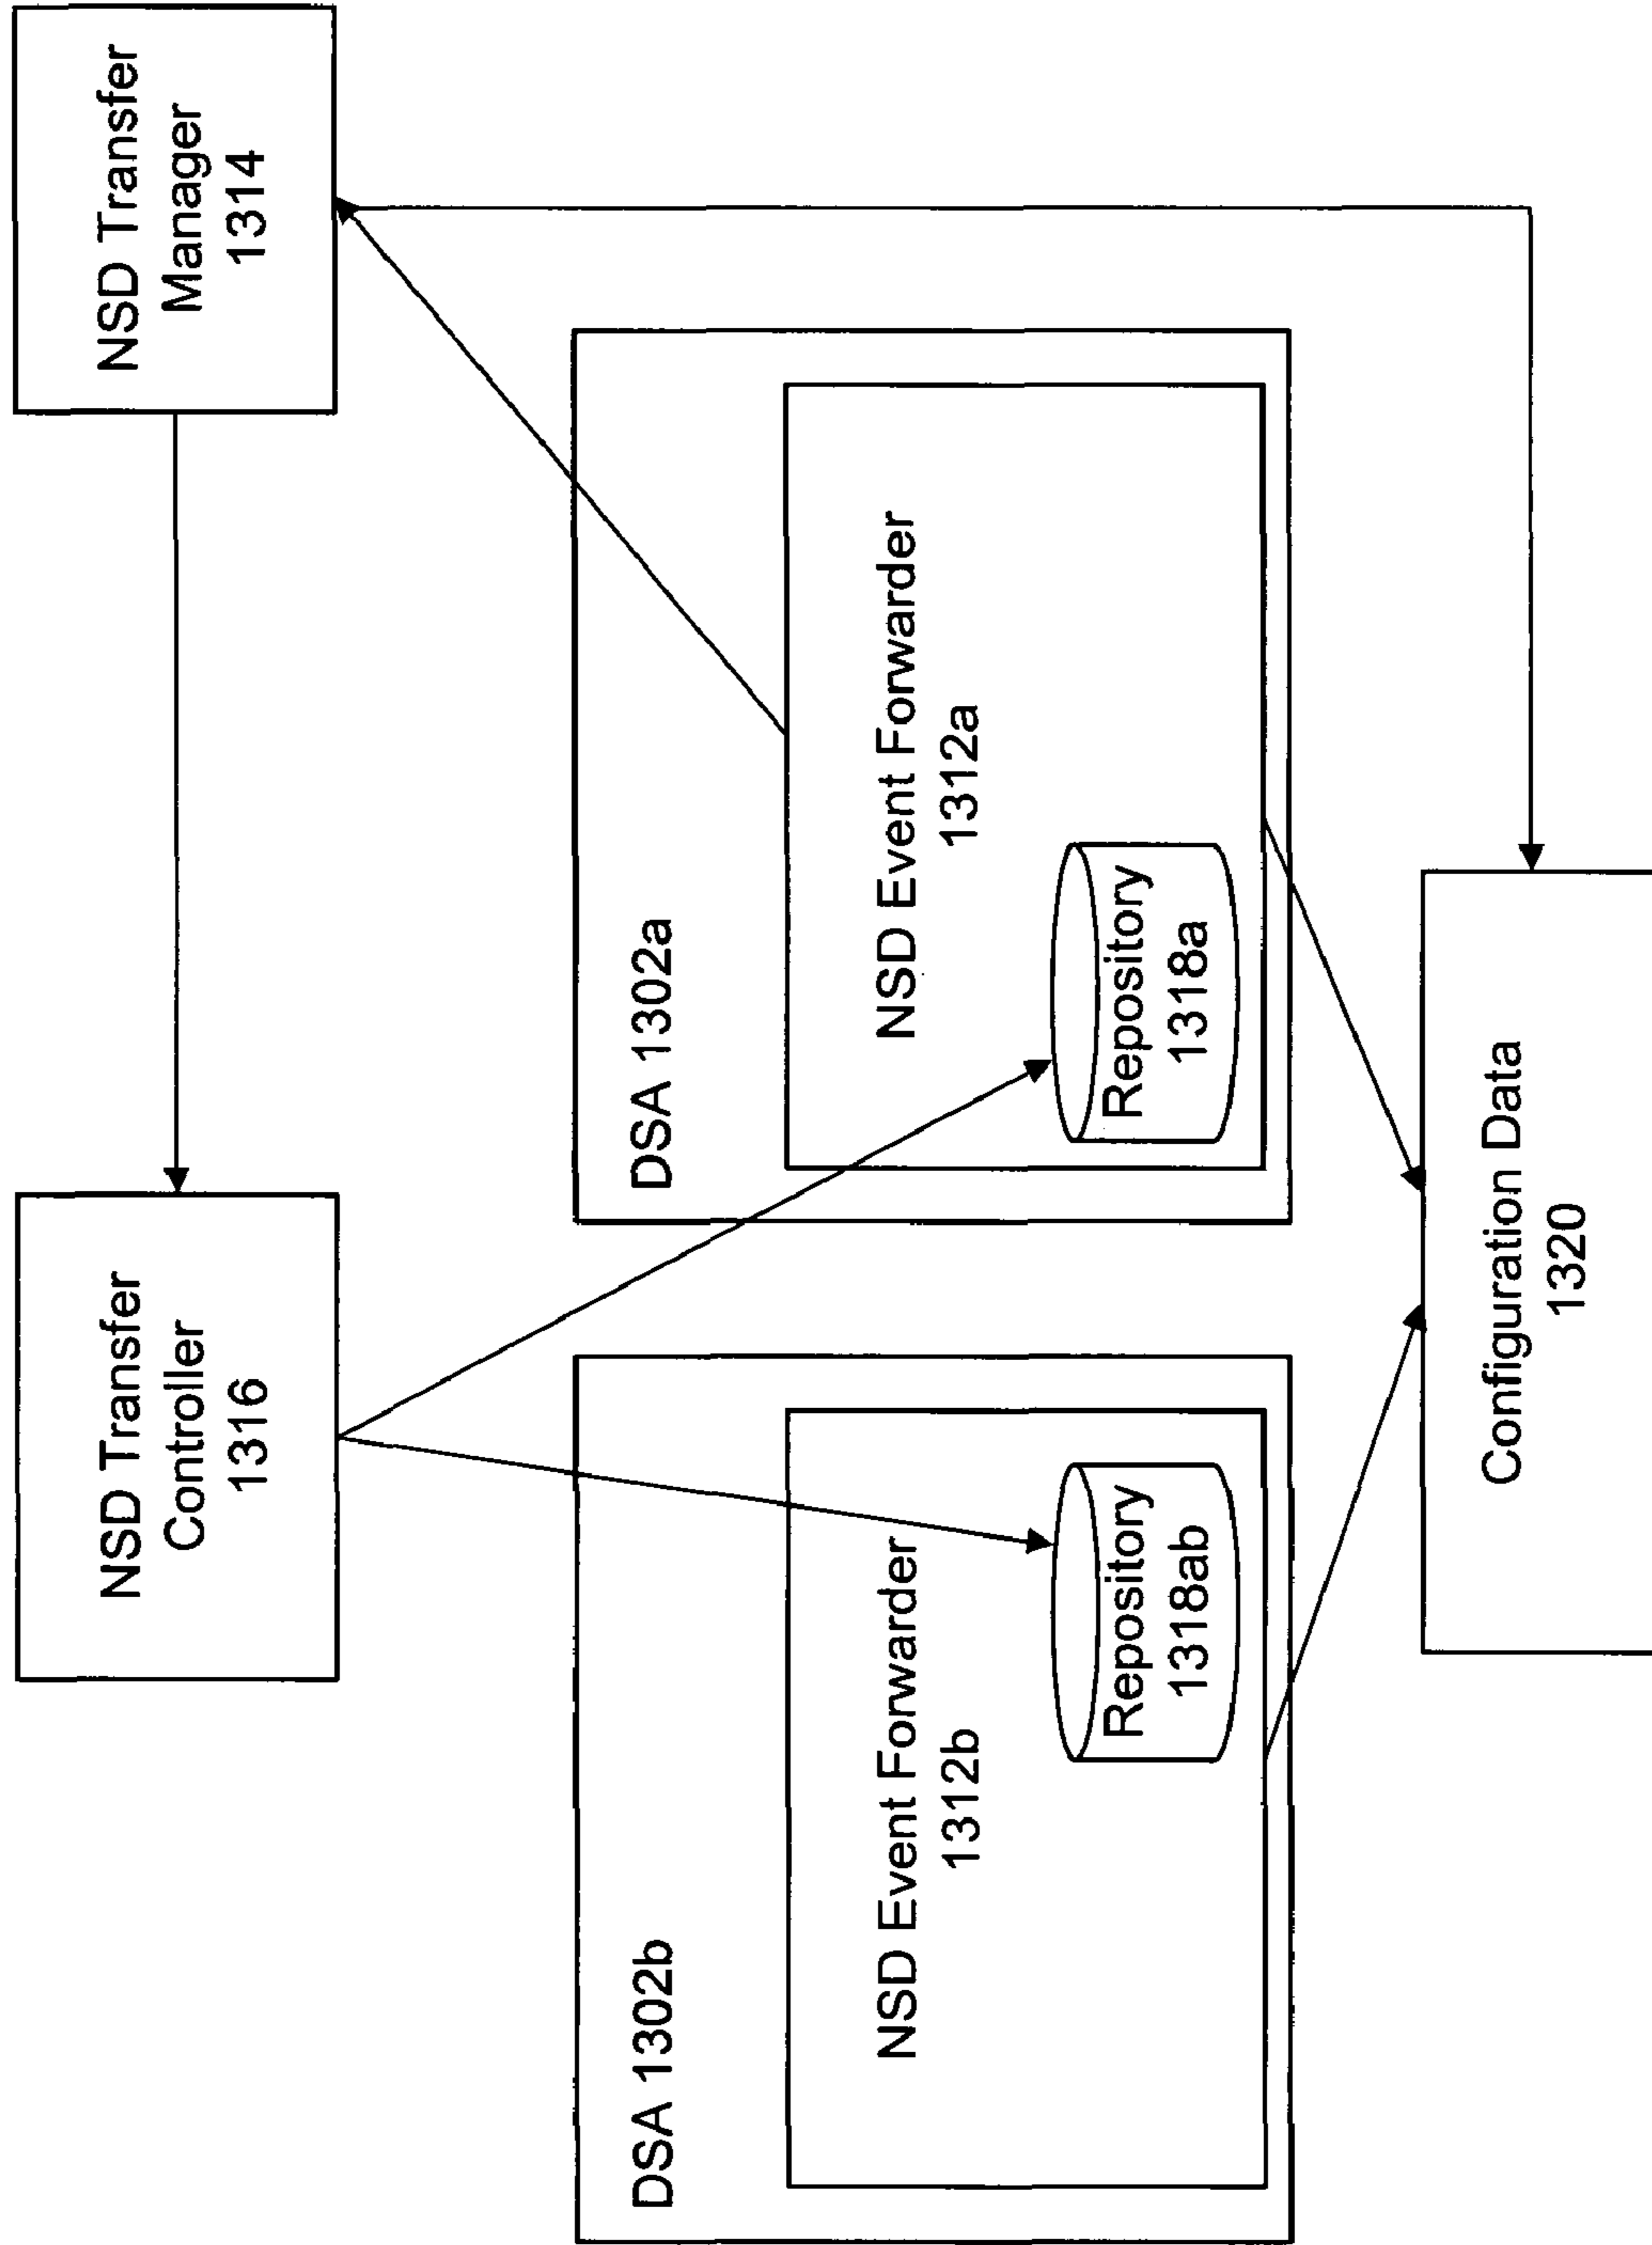 NSD Transfer
Controller
1316
NSD Transfer
Manager
1314
DSA 1302b
NSD Event Forwarder
1312b
Repository
1318ab
DSA 1302a
NSD Event Forwarder
1312a
Repository
1318a
Configuration Data
1320